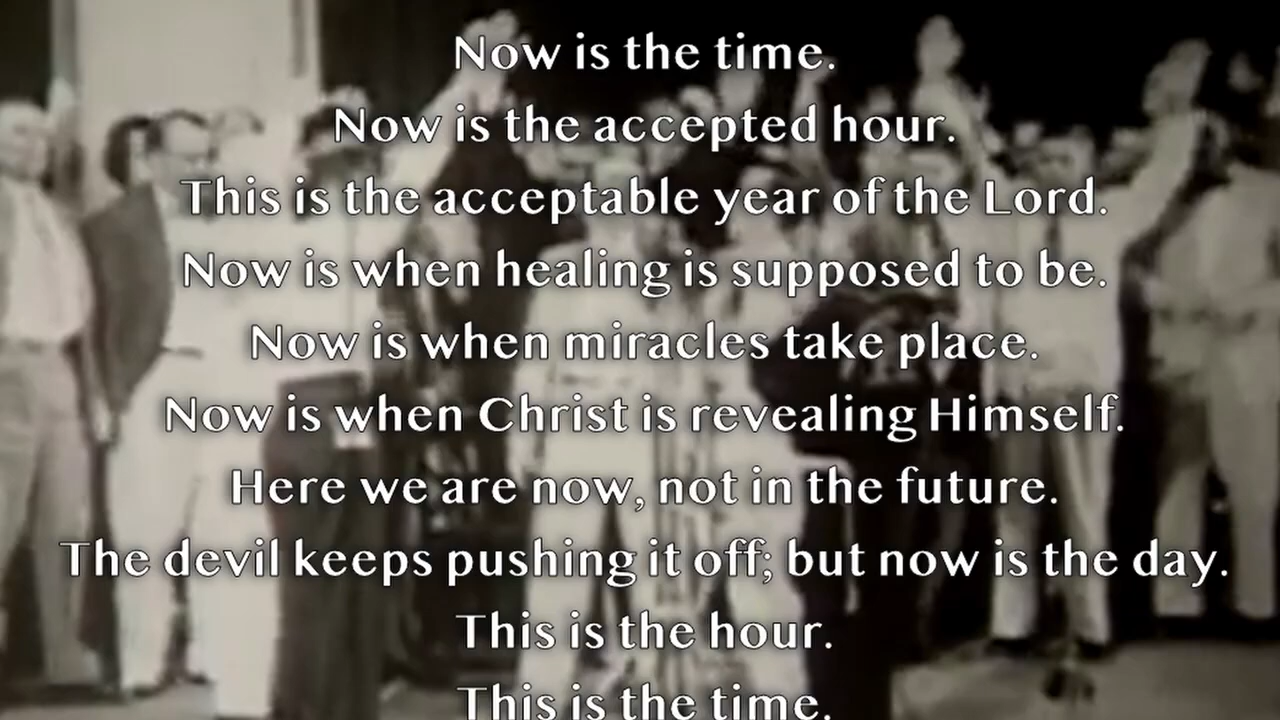 Now is the time.
Now is the accepted hour.
This is the acceptable year of the Lord.
Now is when healing is supposed to be.
Now is when miracles take place.
Now is when Christ is revealing Himself.
Here we are now, not in the future.
The devil keeps pushing it off; but now is the day.
This is the hour.
This is the time.